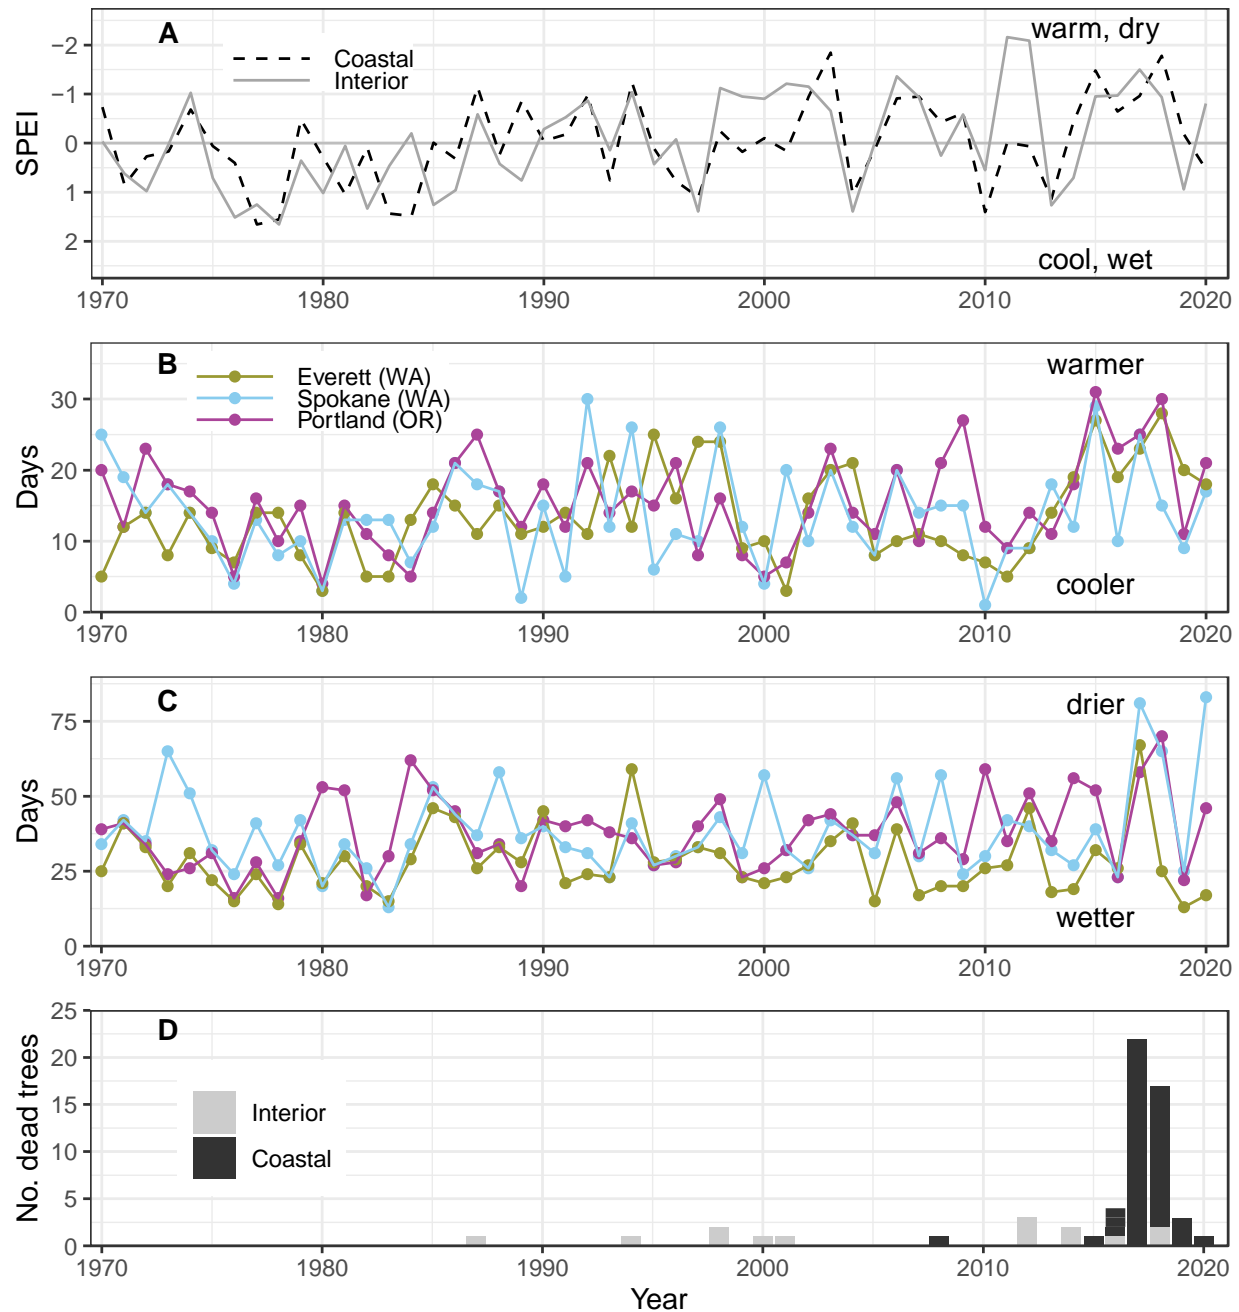 A
warm, dry
Coastal
Interior
SPEI
−2
−1
0
1
2
cool, wet
1970 1980 1990 2000 2010 2020
B
warmer
Everett (WA)
Spokane (WA)
Portland (OR)
Days
30
20
10
0
cooler
1970 1980 1990 2000 2010 2020
C
drier
Days
75
50
25
0
wetter
1970 1980 1990 2000 2010 2020
D
No. dead trees
25
20
15
10
5
0
Interior
Coastal
1970 1980 1990 2000 2010 2020
Year